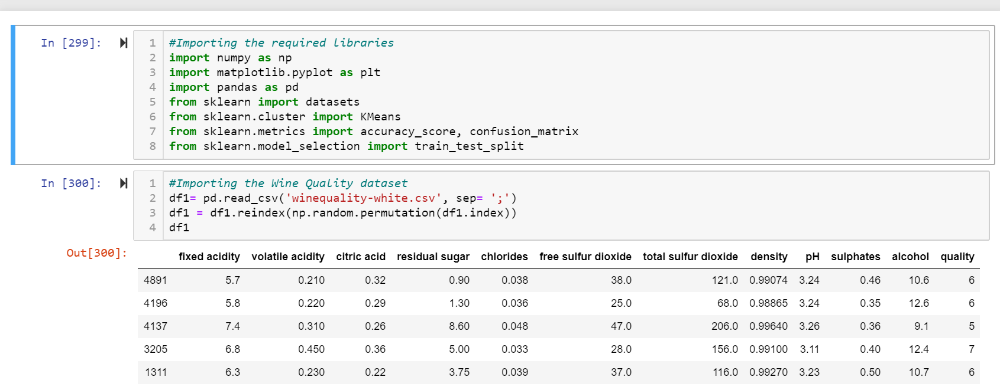 In [299]:
1 #Importing the required libraries
2 import numpy as np
3 import matplotlib.pyplot as plt
4 import pandas as pd
5 from sklearn import datasets
6 from sklearn.cluster import KMeans
7 from sklearn.metrics import accuracy_score, confusion_matrix
8 from sklearn.model_selection import train_test_split
In [300]:
1 #Importing the Wine Quality dataset
2 df1= pd.read_csv('winequality-white.csv', sep= ';')
3 df1 = df1.reindex(np.random.permutation(df1.index))
4 df1
Out[300]:
fixed acidity volatile acidity citric acid residual sugar chlorides free sulfur dioxide total sulfur dioxide density pH sulphates alcohol quality
4891 5.7 0.210 0.32 0.90 0.038 38.0 121.0 0.99074 3.24 0.46 10.6 6
4196 5.8 0.220 0.29 1.30 0.036 25.0 68.0 0.98865 3.24 0.35 12.6 6
4137 7.4 0.310 0.26 8.60 0.048 47.0 206.0 0.99640 3.26 0.36 9.1 5
3205 6.8 0.450 0.36 5.00 0.033 28.0 156.0 0.99100 3.11 0.40 12.4 7
1311 6.3 0.230 0.22 3.75 0.039 37.0 116.0 0.99270 3.23 0.50 10.7 6